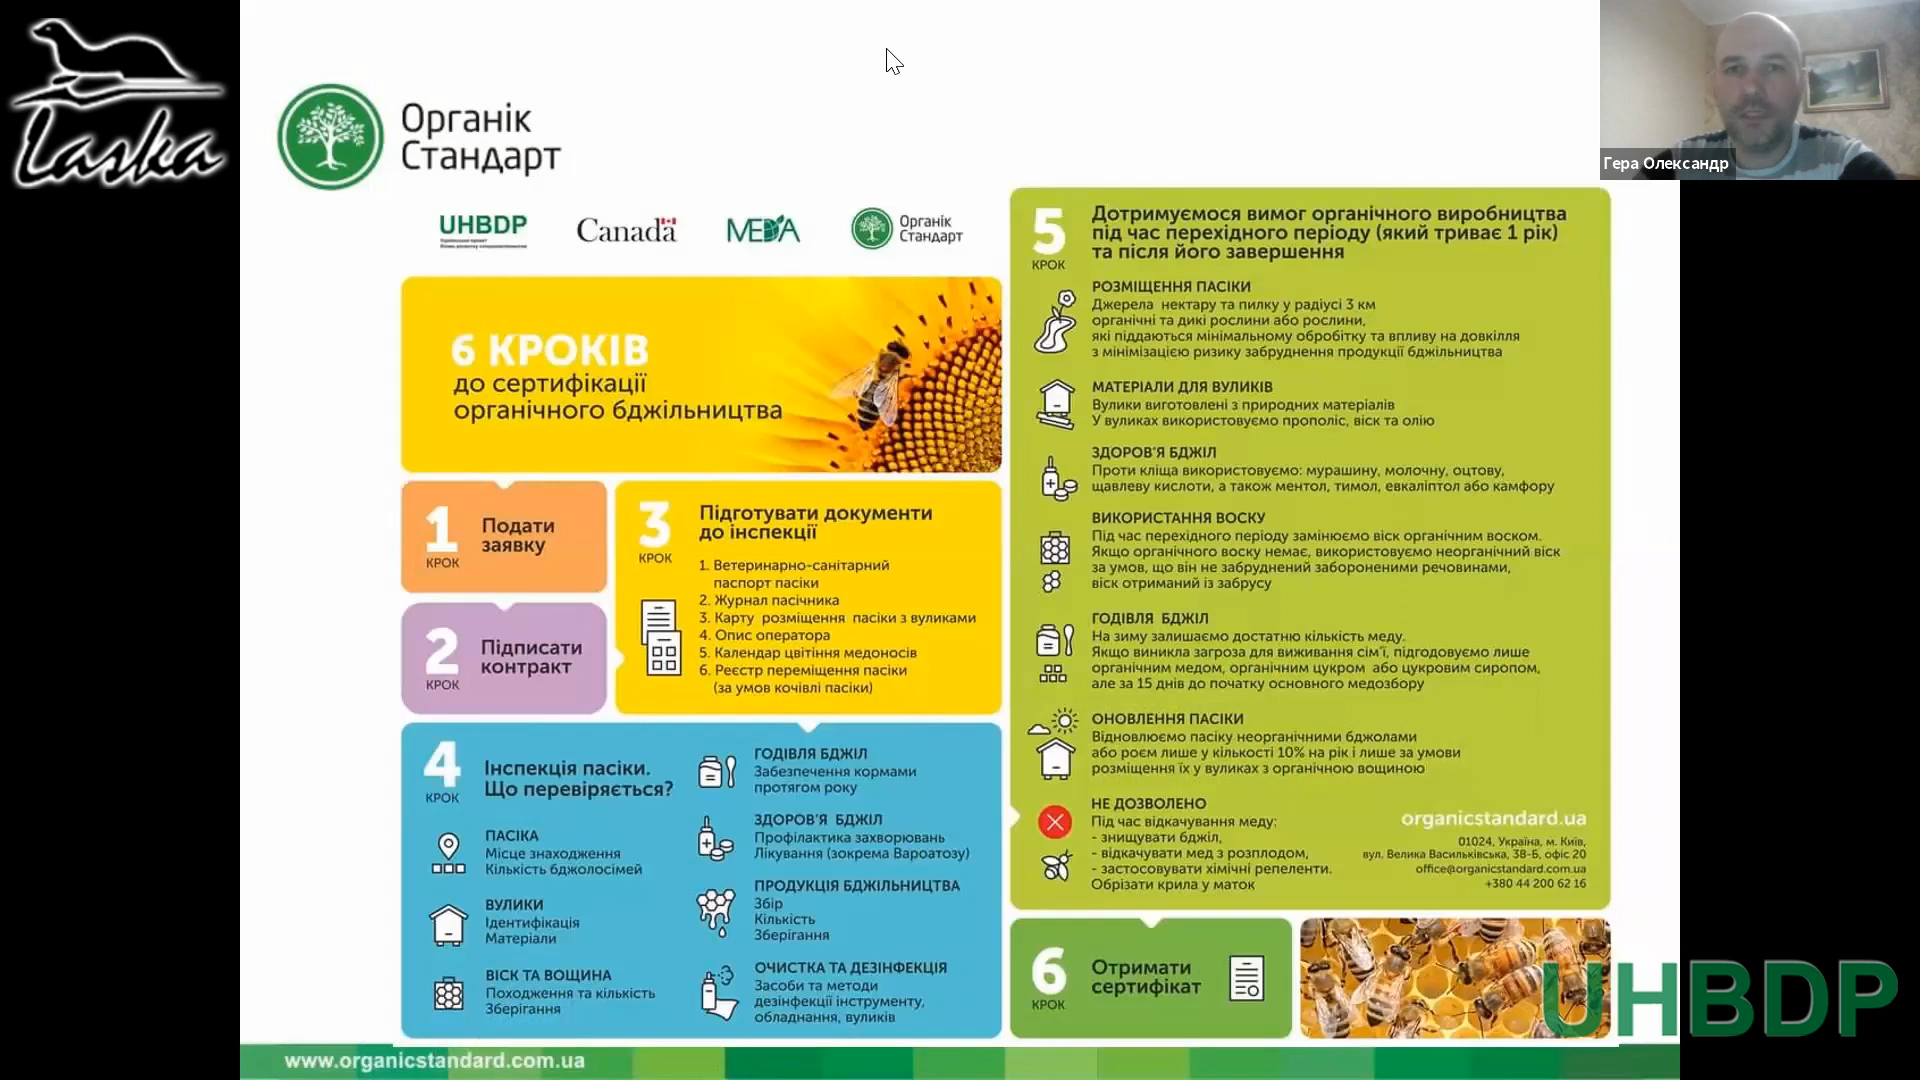 Laska
Органік
Стандарт
Гера Олександр
UHBDP
Canada
MEDA
Органік
Стандарт
6 КРОКІВ
до сертифікації
органічного бджільництва
1
КРОК
Подати
заявку
2
КРОК
Підписати
контракт
3
КРОК
Підготувати документи
до інспекції
1. Ветеринарно-санітарний
паспорт пасіки
2. Журнал пасічника
3. Карту розміщення пасіки з вуликами
4. Опис оператора
5. Календар цвітіння медоносів
6. Реєстр переміщення пасіки
(за умов кочівлі пасіки)
4
КРОК
Інспекція пасіки.
Що перевіряється?
ПАСІКА
Місце знаходження
Кількість бджолосімей
ВУЛИКИ
Ідентифікація
Матеріали
ВІСК ТА ВОЩИНА
Походження та кількість
Зберігання
ГОДІВЛЯ БДЖІЛ
Забезпечення кормами
протягом року
ЗДОРОВ'Я БДЖІЛ
Профілактика захворювань
Лікування (зокрема Вароатозу)
ПРОДУКЦІЯ БДЖІЛЬНИЦТВА
Збір
Кількість
Зберігання
ОЧИСТКА ТА ДЕЗІНФЕКЦІЯ
Засоби та методи
дезінфекції інструменту,
обладнання, вуликів
5
КРОК
Дотримуємося вимог органічного виробництва
під час перехідного періоду (який триває 1 рік)
та після його завершення
РОЗМІЩЕННЯ ПАСІКИ
Джерела нектару та пилку у радіусі 3 км
органічні та дикі рослини або рослини,
які піддаються мінімальному обробітку та впливу на довкілля
з мінімізацією ризику забруднення продукції бджільництва
МАТЕРІАЛИ ДЛЯ ВУЛИКІВ
Вулики виготовлені з природних матеріалів
У вуликах використовуємо прополіс, віск та олію
ЗДОРОВ'Я БДЖІЛ
Проти кліща використовуємо: мурашину, молочну, оцтову,
щавлеву кислоти, а також ментол, тимол, евкаліптол або камфору
ВИКОРИСТАННЯ ВОСКУ
Під час перехідного періоду замінюємо віск органічним воском.
Якщо органічного воску немає, використовуємо неорганічний віск
за умов, що він не забруднений забороненими речовинами,
віск отриманий із забрусу
ГОДІВЛЯ БДЖІЛ
На зиму залишаємо достатню кількість меду.
Якщо виникла загроза для виживання сім'ї, підгодовуємо лише
органічним медом, органічним цукром або цукровим сиропом,
але за 15 днів до початку основного медозбору
ОНОВЛЕННЯ ПАСІКИ
Відновлюємо пасіку неорганічними бджолами
або роєм лише у кількості 10% на рік і лише за умови
розміщення їх у вуликах з органічною вощиною
НЕ ДОЗВОЛЕНО
Під час відкачування меду:
- знищувати бджіл,
- відкачувати мед з розплодом,
- застосовувати хімічні репеленти.
Обрізати крила у маток
organicstandard.ua
01024, Україна, м. Київ,
вул. Велика Васильківська, 38-Б, офіс 20
office@organicstandard.com.ua
+380 44 200 62 16
6
КРОК
Отримати
сертифікат
UHBDP
www.organicstandard.com.ua